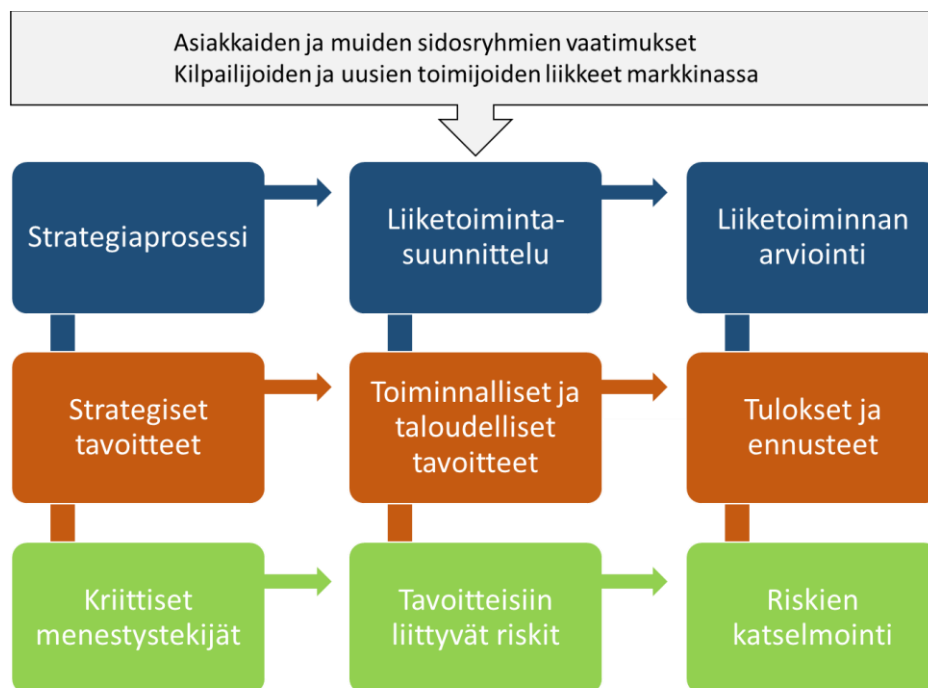 Asiakkaiden ja muiden sidosryhmien vaatimukset
Kilpailijoiden ja uusien toimijoiden liikkeet markkinassa
Strategiaprosessi
Liiketoiminta-
suunnittelu
Liiketoiminnan
arviointi
Strategiset
tavoitteet
Toiminnalliset ja
taloudelliset
tavoitteet
Tulokset ja
ennusteet
Kriittiset
menestystekijät
Tavoitteisiin
liittyvät riskit
Riskien
katselmointi